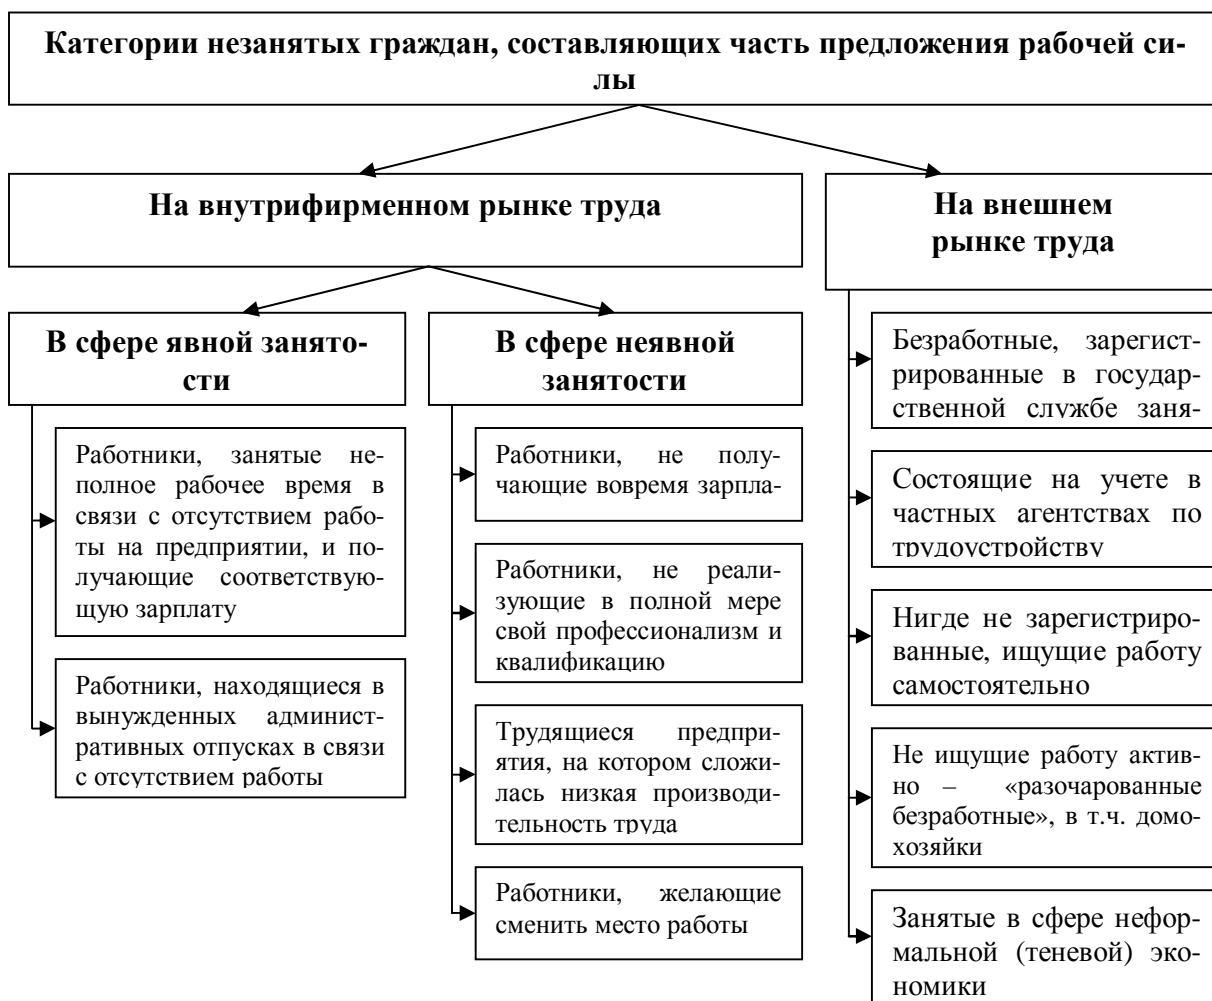 Категории незанятых граждан, составляющих часть предложения рабочей си-
лы
На внутрифирменном рынке труда
На внешнем
рынке труда
В сфере явной занято-
сти
Работники, занятые не-
полное рабочее время в
связи с отсутствием рабо-
ты на предприятии, и по-
лучающие соответствую-
щую зарплату
Работники, находящиеся в
вынужденных админист-
ративных отпусках в связи
с отсутствием работы
В сфере неявной
занятости
Работники, не полу-
чающие вовремя зарпла-
Работники, не реали-
зующие в полной мере
свой профессионализм и
квалификацию
Трудящиеся предпри-
ятия, на котором сложи-
лась низкая производи-
тельность труда
Работники, желающие
сменить место работы
Безработные, зарегист-
рированные в государ-
ственной службе заня-
Состоящие на учете в
частных агентствах по
трудоустройству
Нигде не зарегистриро-
ванные, ищущие работу
самостоятельно
Не ищущие работу актив-
но – «разочарованные
безработные», в т.ч. домо-
хозяйки
Занятые в сфере нефор-
мальной (теневой) эко-
номики